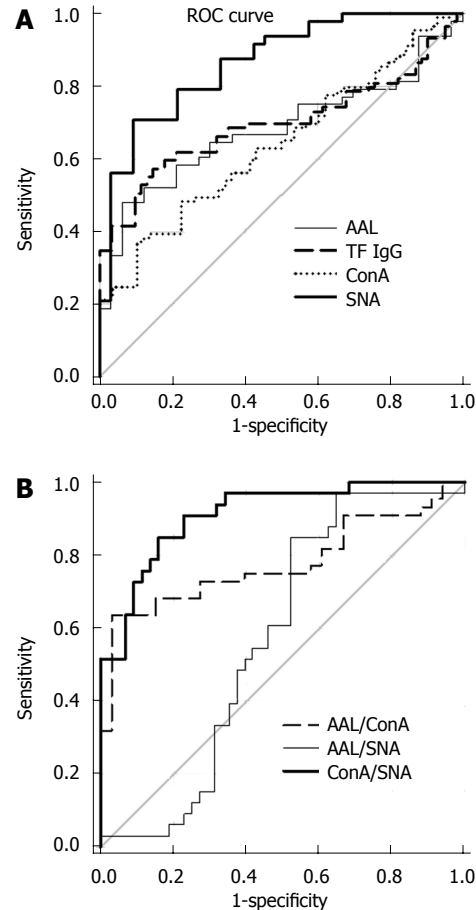 A
ROC curve
1.0
0.8
0.6
0.4
0.2
0.0
Sensitivity
AAL
TF IgG
ConA
SNA
0.0 0.2 0.4 0.6 0.8 1.0
1-specificity
B
1.0
0.8
0.6
0.4
0.2
0.0
Sensitivity
AAL/ConA
AAL/SNA
ConA/SNA
0.0 0.2 0.4 0.6 0.8 1.0
1-specificity